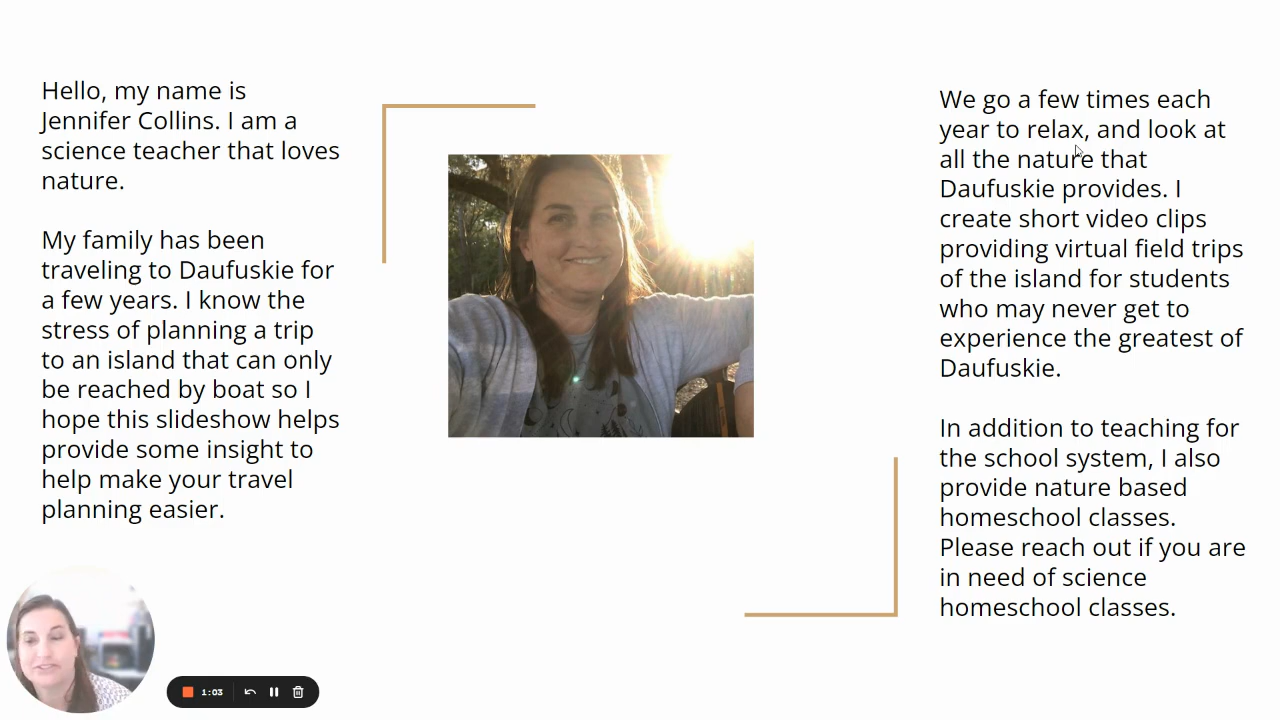 Hello, my name is
Jennifer Collins. I am a
science teacher that loves
nature.
My family has been
traveling to Daufuskie for
a few years. I know the
stress of planning a trip
to an island that can only
be reached by boat so I
hope this slideshow helps
provide some insight to
help make your travel
planning easier.
We go a few times each
year to relax, and look at
all the nature that
Daufuskie provides. I
create short video clips
providing virtual field trips
of the island for students
who may never get to
experience the greatest of
Daufuskie.
In addition to teaching for
the school system, I also
provide nature based
homeschool classes.
Please reach out if you are
in need of science
homeschool classes.
1:03